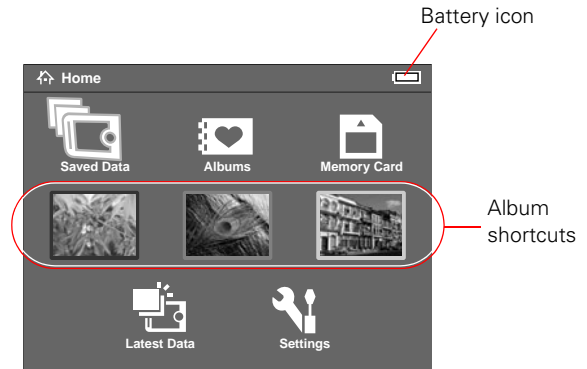 Battery icon
Home
Saved Data
Albums
Memory Card
Album
shortcuts
Latest Data
Settings